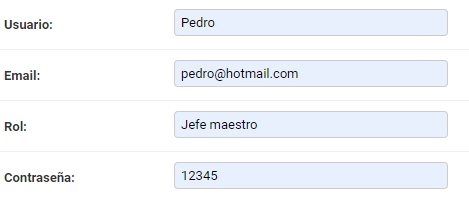 Usuario: Pedro
Email: pedro@hotmail.com
Rol: Jefe maestro
Contraseña: 12345